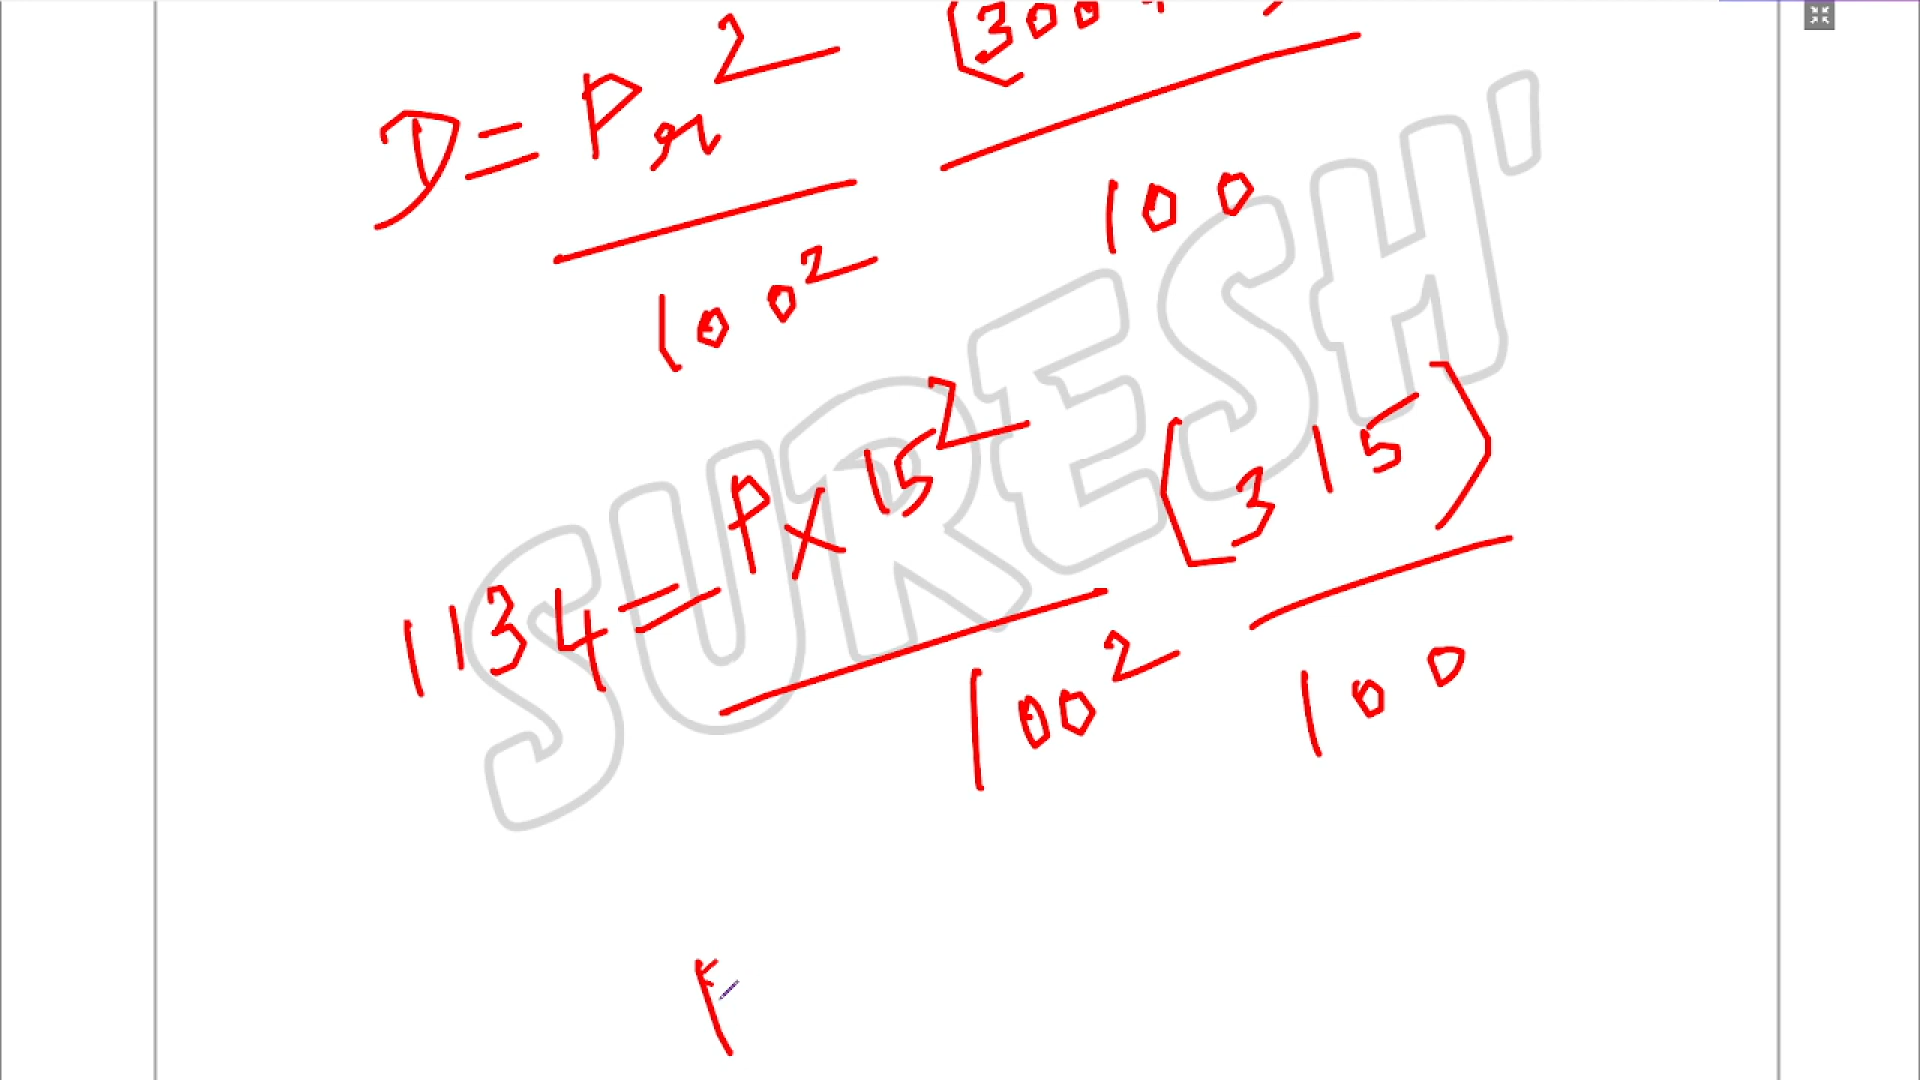 D = Pr² (300+r)
100² 100
1134 = P × 15² (315)
100² 100
SURESH'